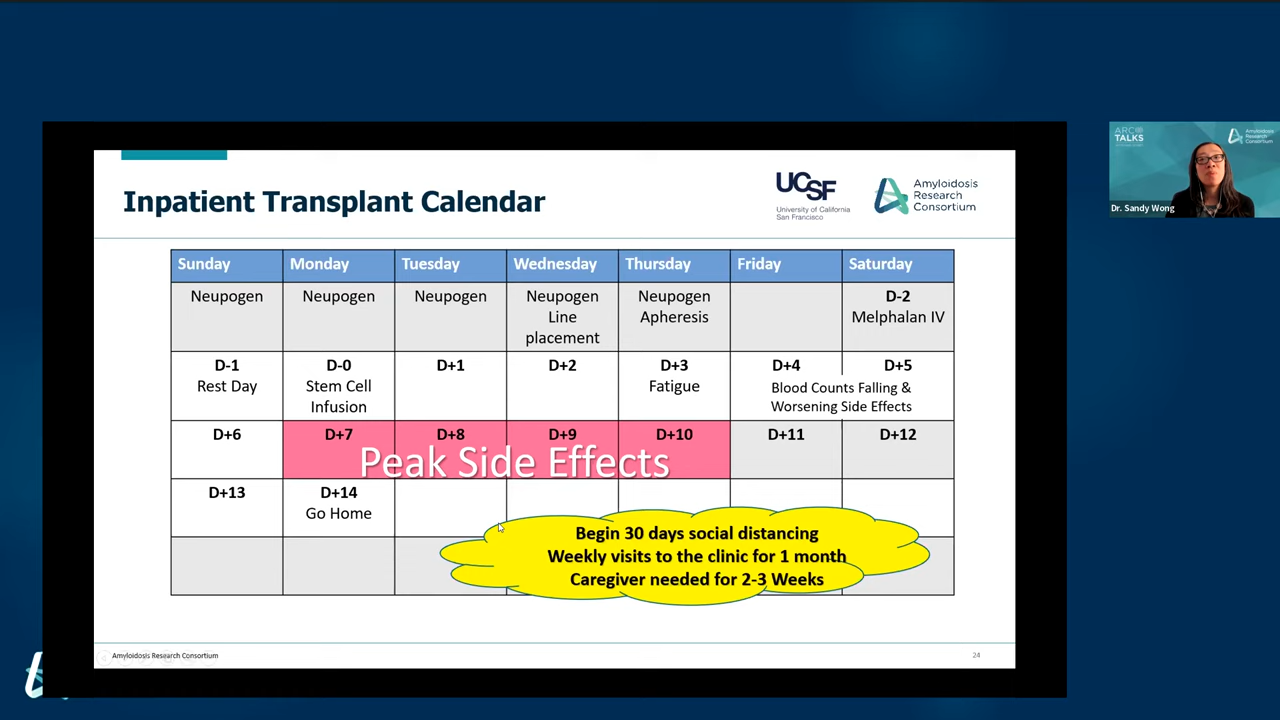 ARC
TALKS
Amyloidosis
Research
Consortium
Dr. Sandy Wong
Inpatient Transplant Calendar
UCSF
University of California
San Francisco
Amyloidosis
Research
Consortium
Sunday Monday Tuesday Wednesday Thursday Friday Saturday
Neupogen Neupogen Neupogen Neupogen Neupogen D-2
Line Apheresis Melphalan IV
placement
D-1 D-0 D+1 D+2 D+3 D+4 D+5
Rest Day Stem Cell Fatigue Blood Counts Falling &
Infusion Worsening Side Effects
D+6 D+7 D+8 D+9 D+10 D+11 D+12
Peak Side Effects
D+13 D+14
Go Home
Begin 30 days social distancing
Weekly visits to the clinic for 1 month
Caregiver needed for 2-3 Weeks
Amyloidosis Research Consortium
24